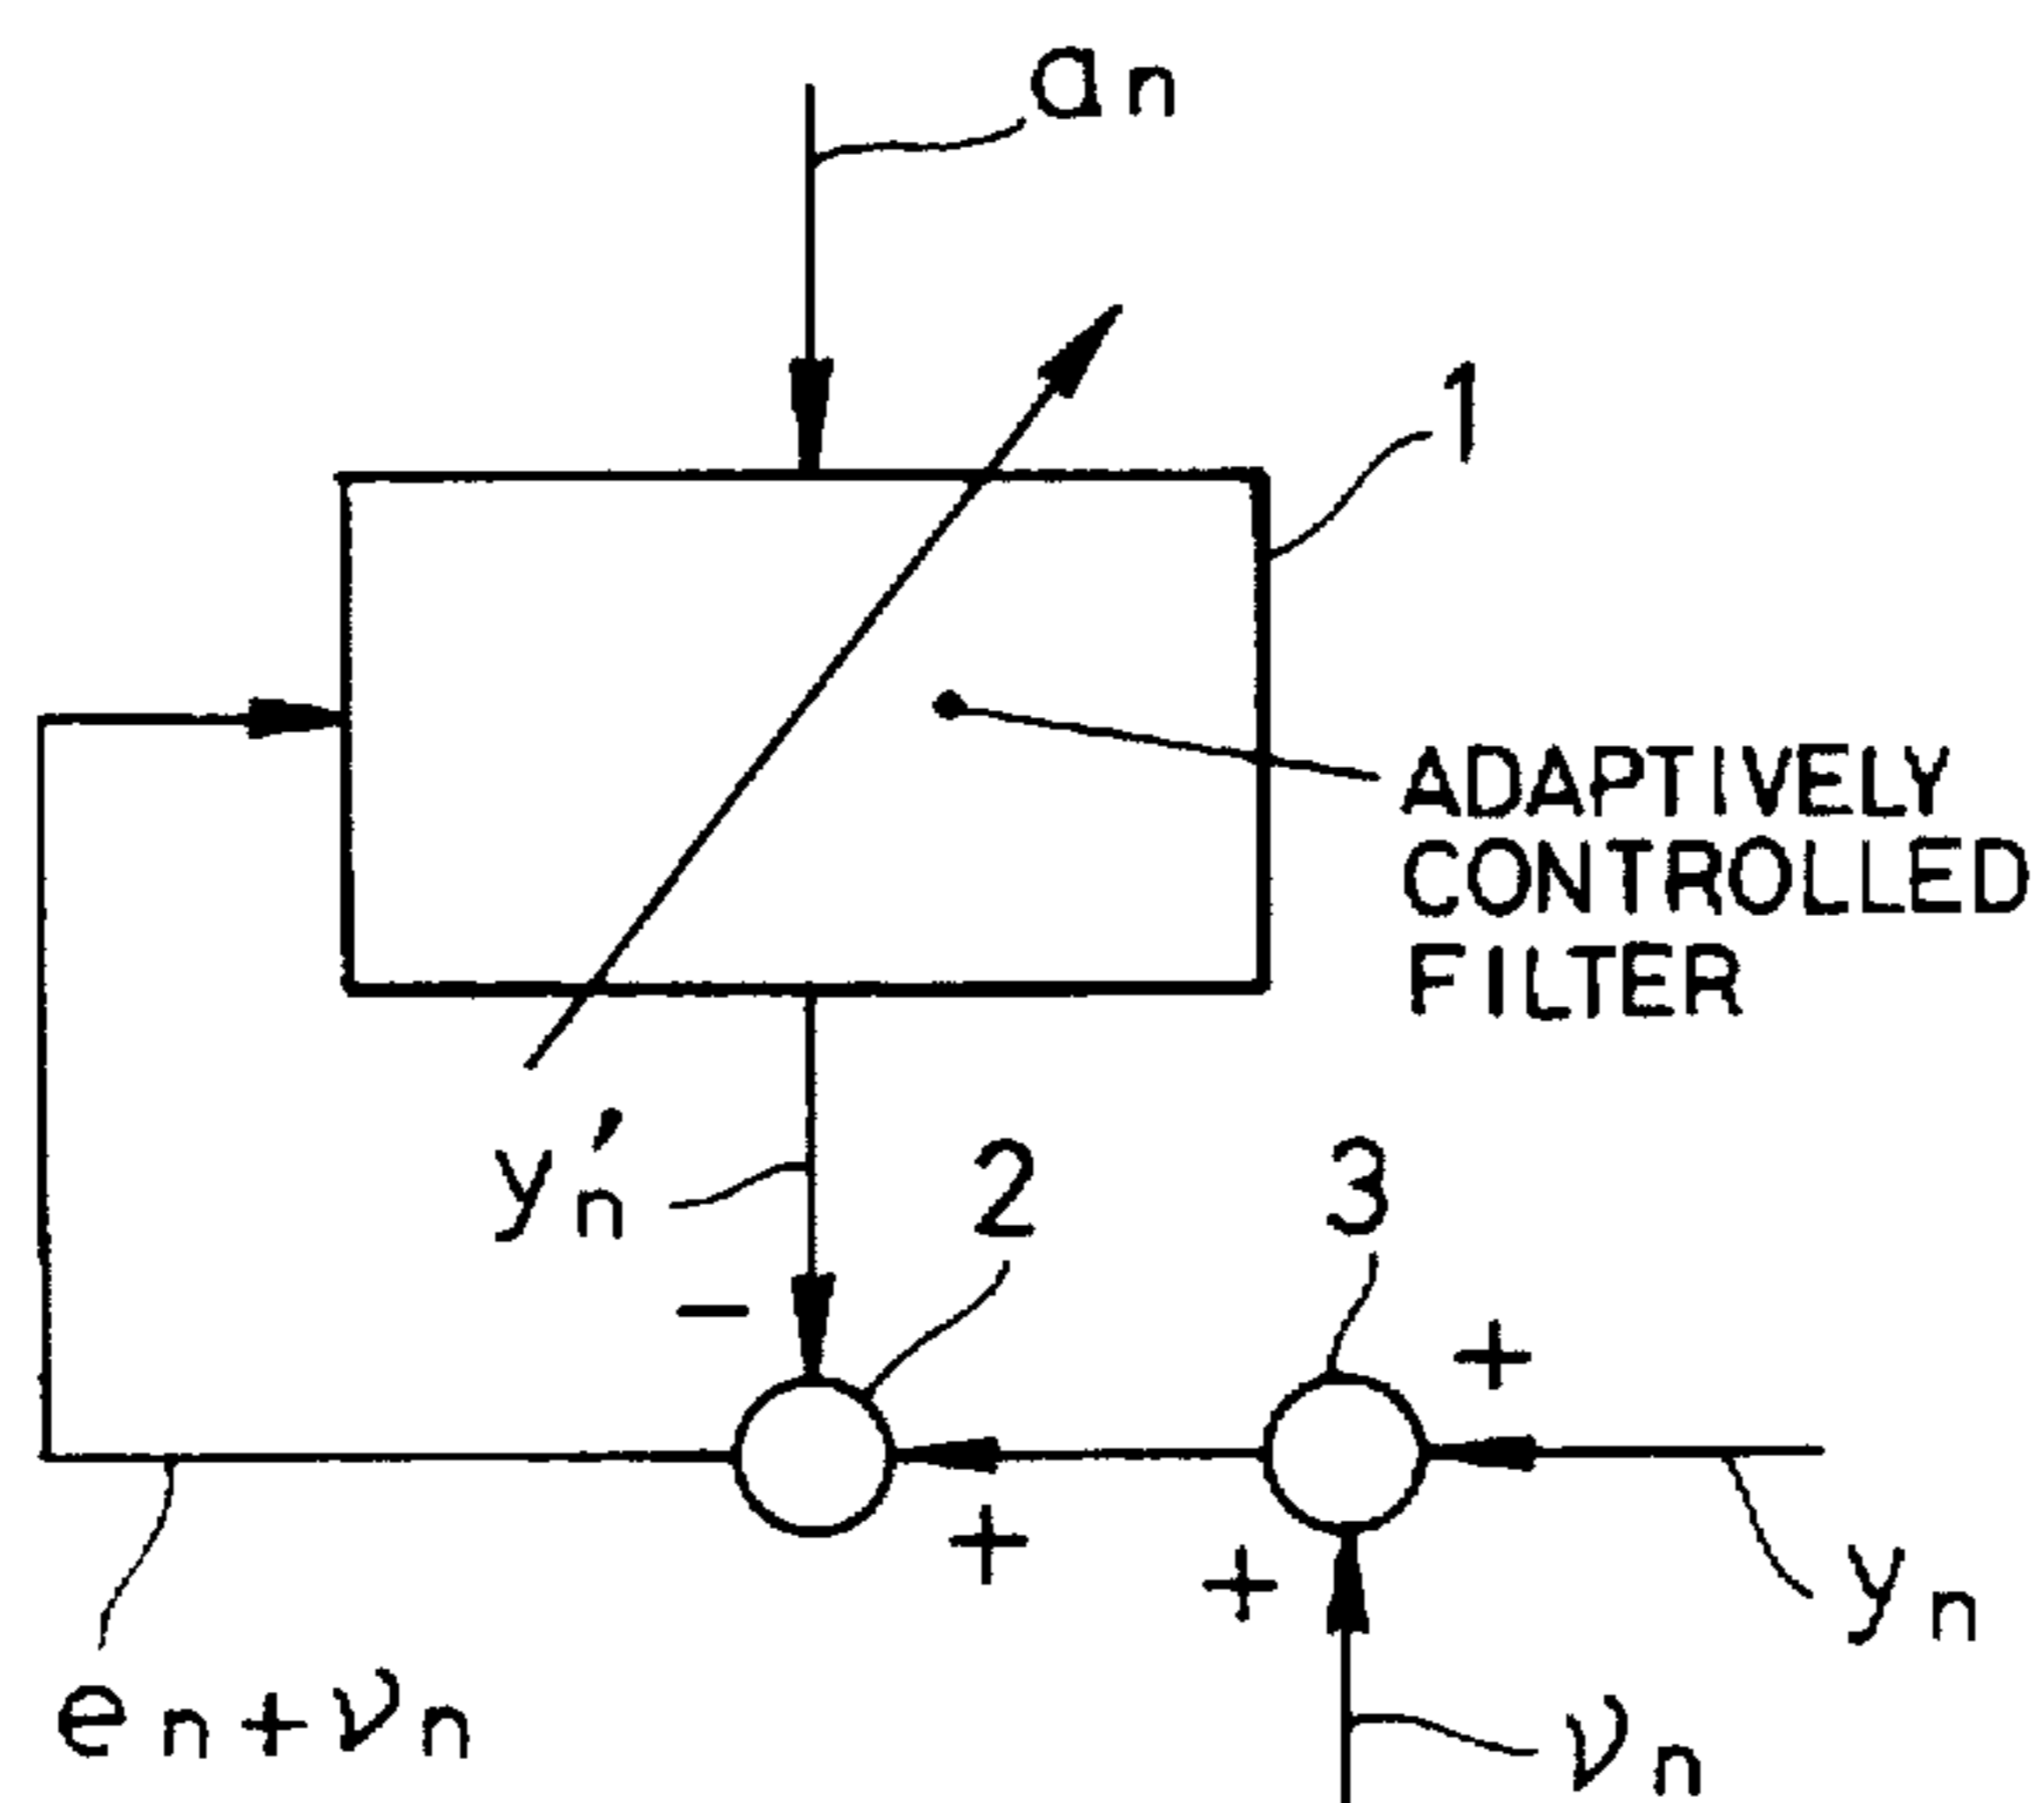 an
1
ADAPTIVELY
CONTROLLED
FILTER
y'n
2
3
−
+
+
+
yn
en+νn
νn